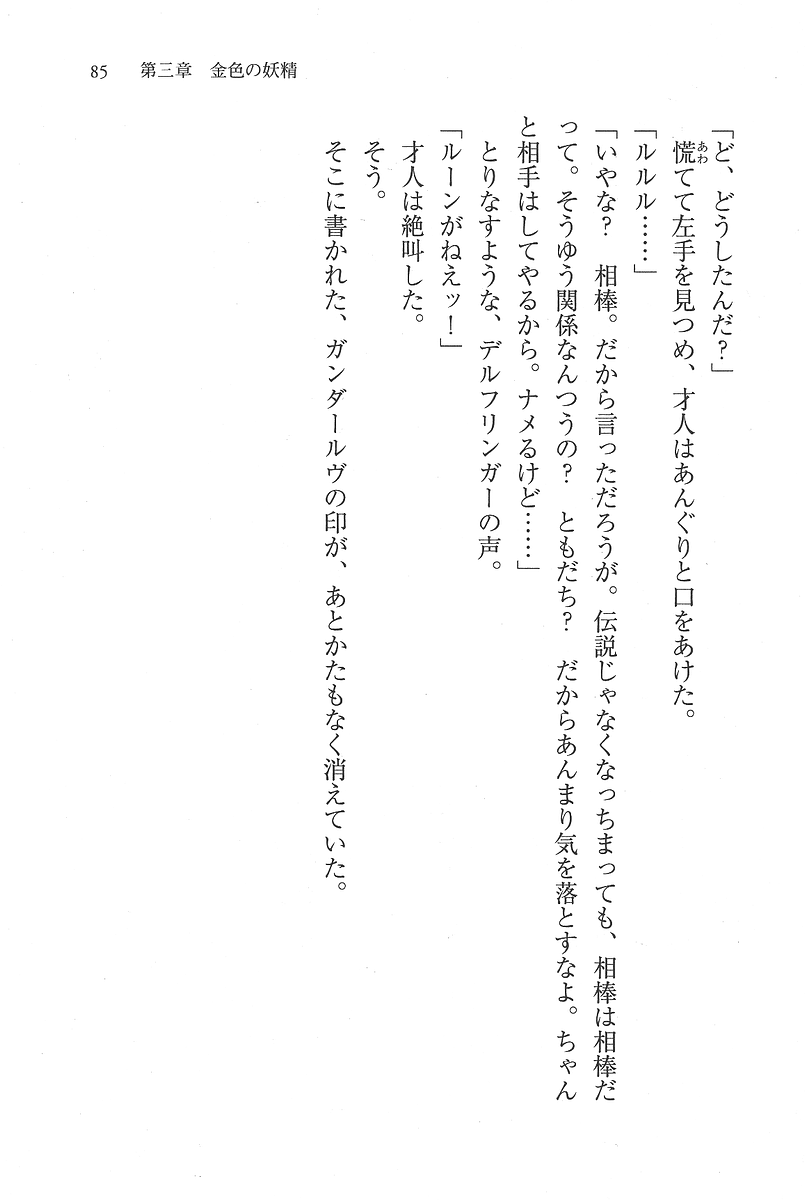 85　第三章　金色の妖精
「ど、どうしたんだ？」
慌てて左手を見つめ、才人はあんぐりと口をあけた。
あわ
「ルルル……」
「いやな？　相棒。だから言っただろうが。伝説じゃなくなっちまっても、相棒は相棒だ
って。そうゆう関係なんつうの？　ともだち？　だからあんまり気を落とすなよ。ちゃん
と相手はしてやるから。ナメるけど……」
とりなすような、デルフリンガーの声。
「ルーンがねえッ！」
才人は絶叫した。
そう。
そこに書かれた、ガンダールヴの印が、あとかたもなく消えていた。